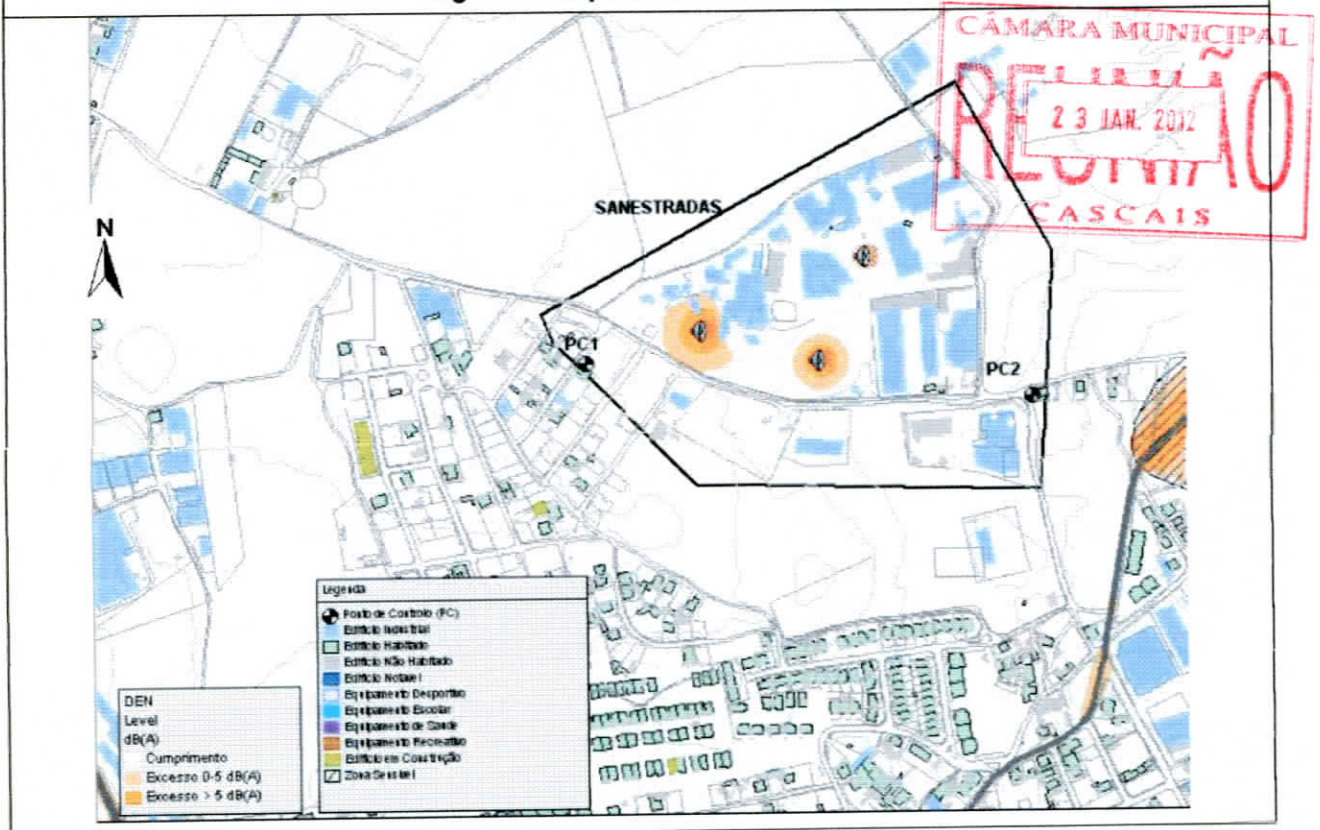 CÂMARA MUNICIPAL
REUNIÃO
23 JAN. 2012
CASCAIS
SANESTRADAS
N
PC1
PC2
Legenda
Ponto de Controlo (PC)
Edifício Industrial
Edifício Habitado
Edifício Não Habitado
Edifício Notável
Equipamento Desportivo
Equipamento Escolar
Equipamento de Saúde
Equipamento Recreativo
Edifício em Construção
Zona Sensível
DEN
Level
dB(A)
Cumprimento
Excesso 0-5 dB(A)
Excesso > 5 dB(A)